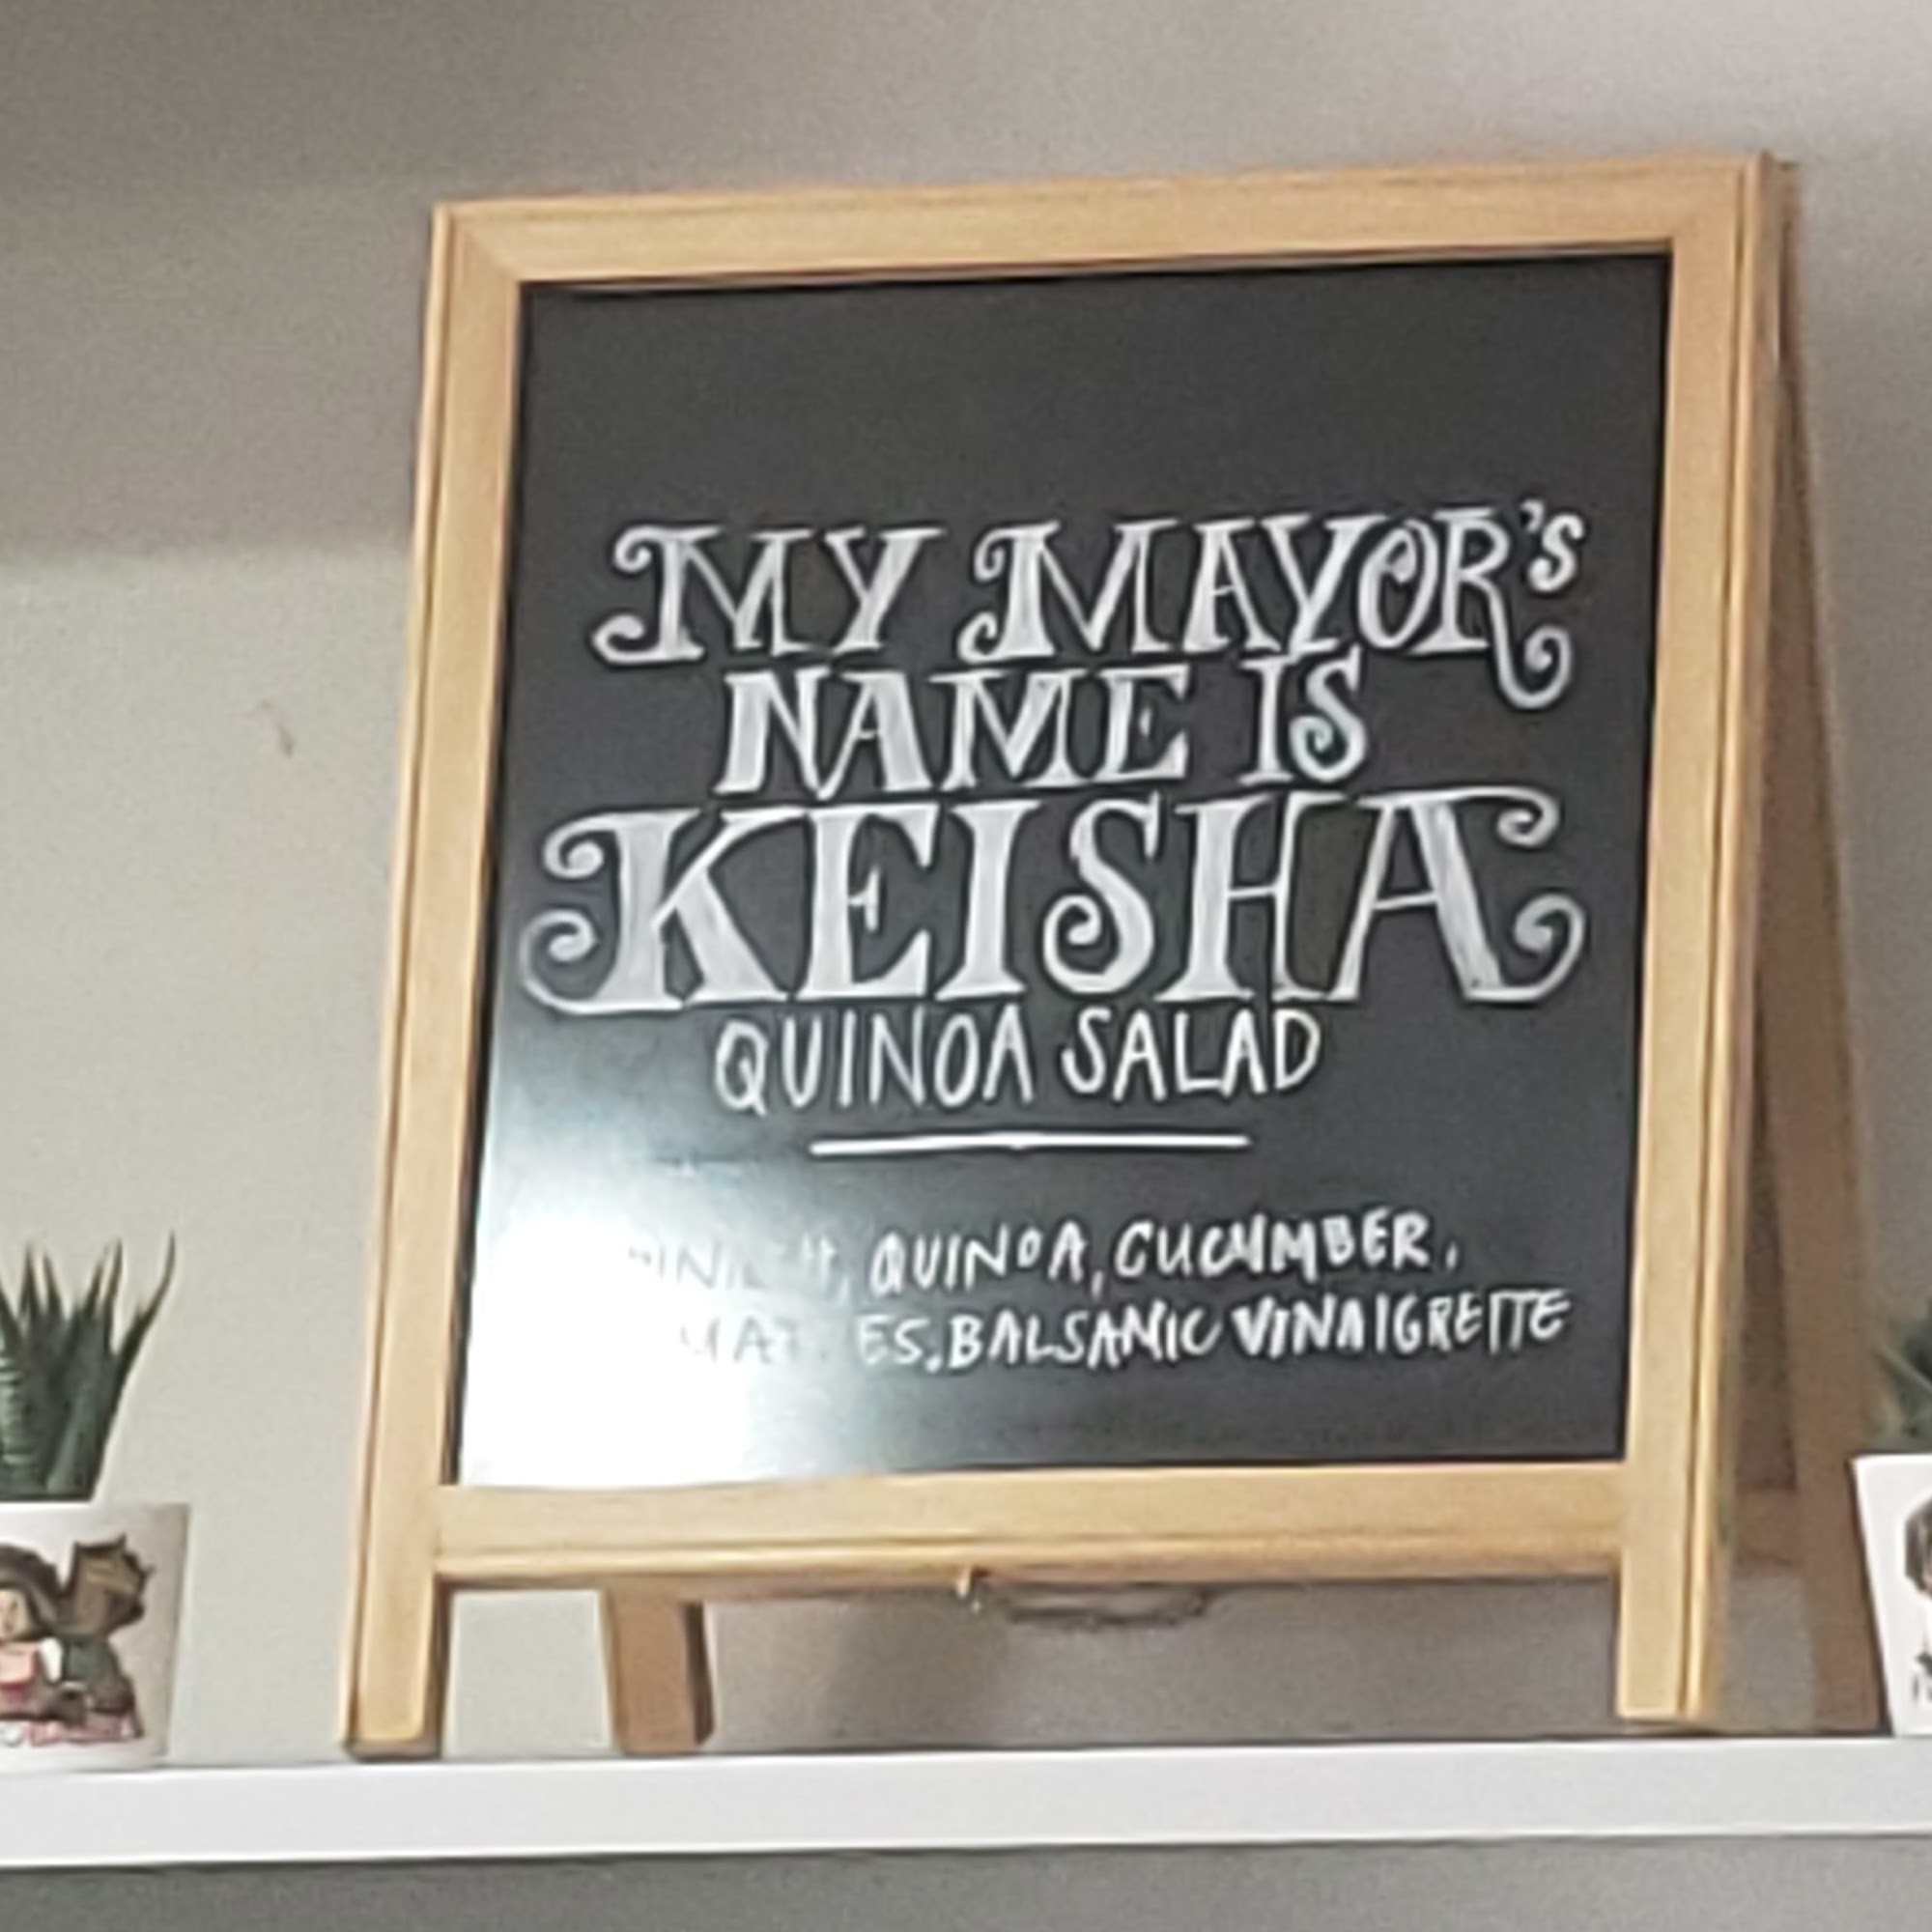 MY MAYOR'S
NAME IS
KEISHA
QUINOA SALAD
QUINOA, CUCUMBER,
BALSAMIC VINAIGRETTE